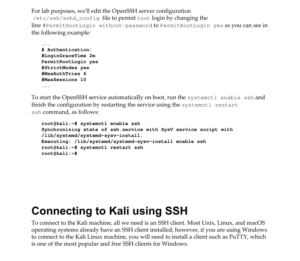 For lab purposes, we'll edit the OpenSSH server configuration
/etc/ssh/sshd_config file to permit root login by changing the
line #PermitRootLogin without-password to PermitRootLogin yes as you can see in
the following example:
...
# Authentication:
#LoginGraceTime 2m
PermitRootLogin yes
#StrictModes yes
#MaxAuthTries 6
#MaxSessions 10
...
To start the OpenSSH service automatically on boot, run the systemctl enable ssh and
finish the configuration by restarting the service using the systemctl restart
ssh command, as follows:
root@kali:~# systemctl enable ssh
Synchronizing state of ssh.service with SysV service script with
/lib/systemd/systemd-sysv-install.
Executing: /lib/systemd/systemd-sysv-install enable ssh
root@kali:~# systemctl restart ssh
root@kali:~#
Connecting to Kali using SSH
To connect to the Kali machine, all we need is an SSH client. Most Unix, Linux, and macOS
operating systems already have an SSH client installed; however, if you are using Windows
to connect to the Kali Linux machine, you will need to install a client such as PuTTY, which
is one of the most popular and free SSH clients for Windows.